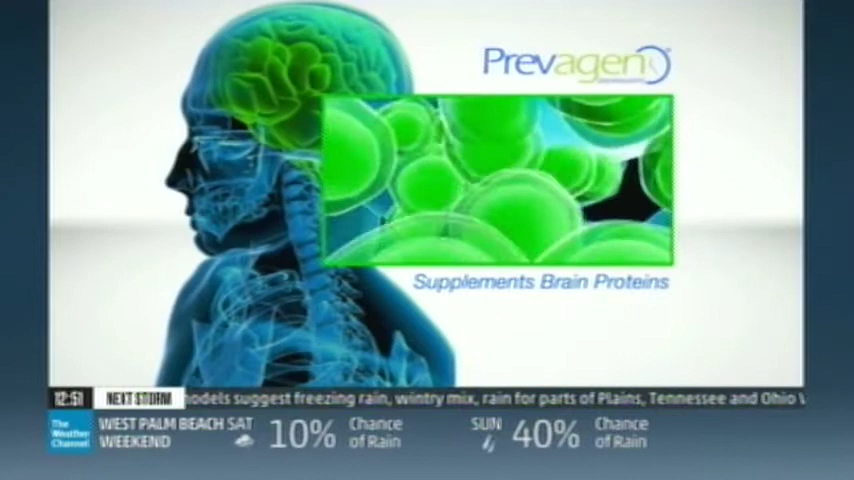 Prevagen
Supplements Brain Proteins
12:51 NEXT STORM models suggest freezing rain, wintry mix, rain for parts of Plains, Tennessee and Ohio
The Weather Channel
WEST PALM BEACH SAT 10% Chance SUN 40% Chance
WEEKEND of Rain of Rain